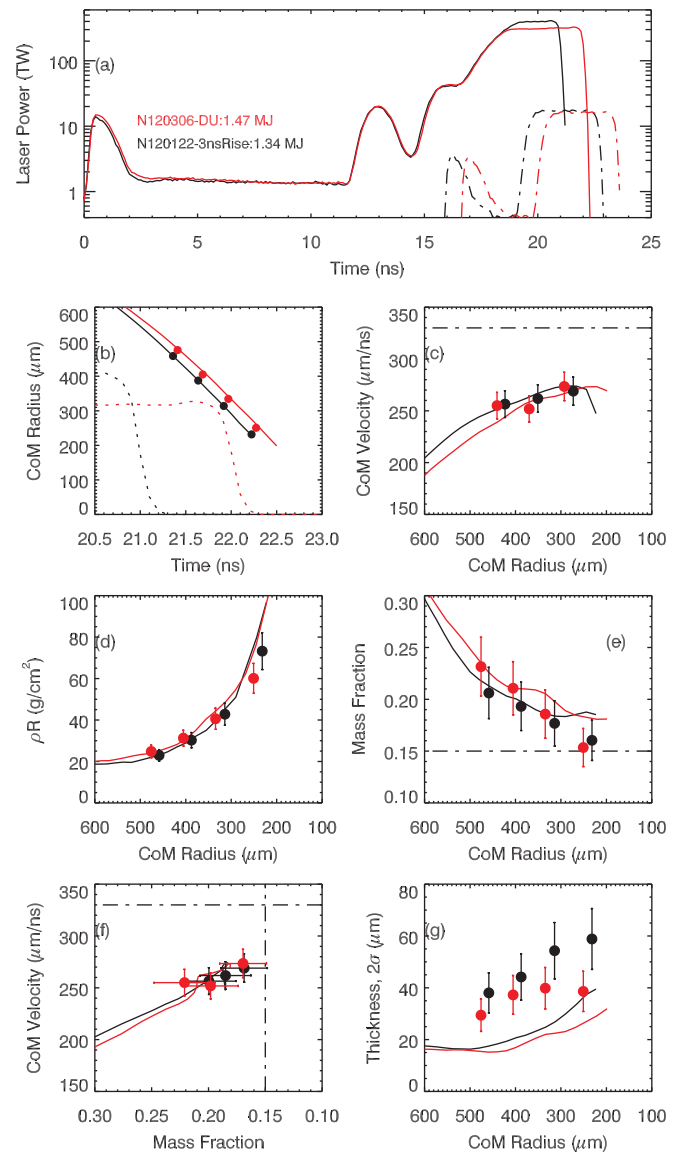 (a)
Laser Power (TW)
100
10
1
N120306-DU:1.47 MJ
N120122-3nsRise:1.34 MJ
0 5 10 15 20 25
Time (ns)
(b)
CoM Radius (μm)
600
500
400
300
200
100
0
20.5 21.0 21.5 22.0 22.5 23.0
Time (ns)
(c)
CoM Velocity (μm/ns)
350
300
250
200
150
600 500 400 300 200 100
CoM Radius (μm)
(d)
ρR (g/cm²)
100
80
60
40
20
0
600 500 400 300 200 100
CoM Radius (μm)
(e)
Mass Fraction
0.30
0.25
0.20
0.15
0.10
600 500 400 300 200 100
CoM Radius (μm)
(f)
CoM Velocity (μm/ns)
350
300
250
200
150
0.30 0.25 0.20 0.15 0.10
Mass Fraction
(g)
Thickness, 2σ (μm)
80
60
40
20
0
600 500 400 300 200 100
CoM Radius (μm)